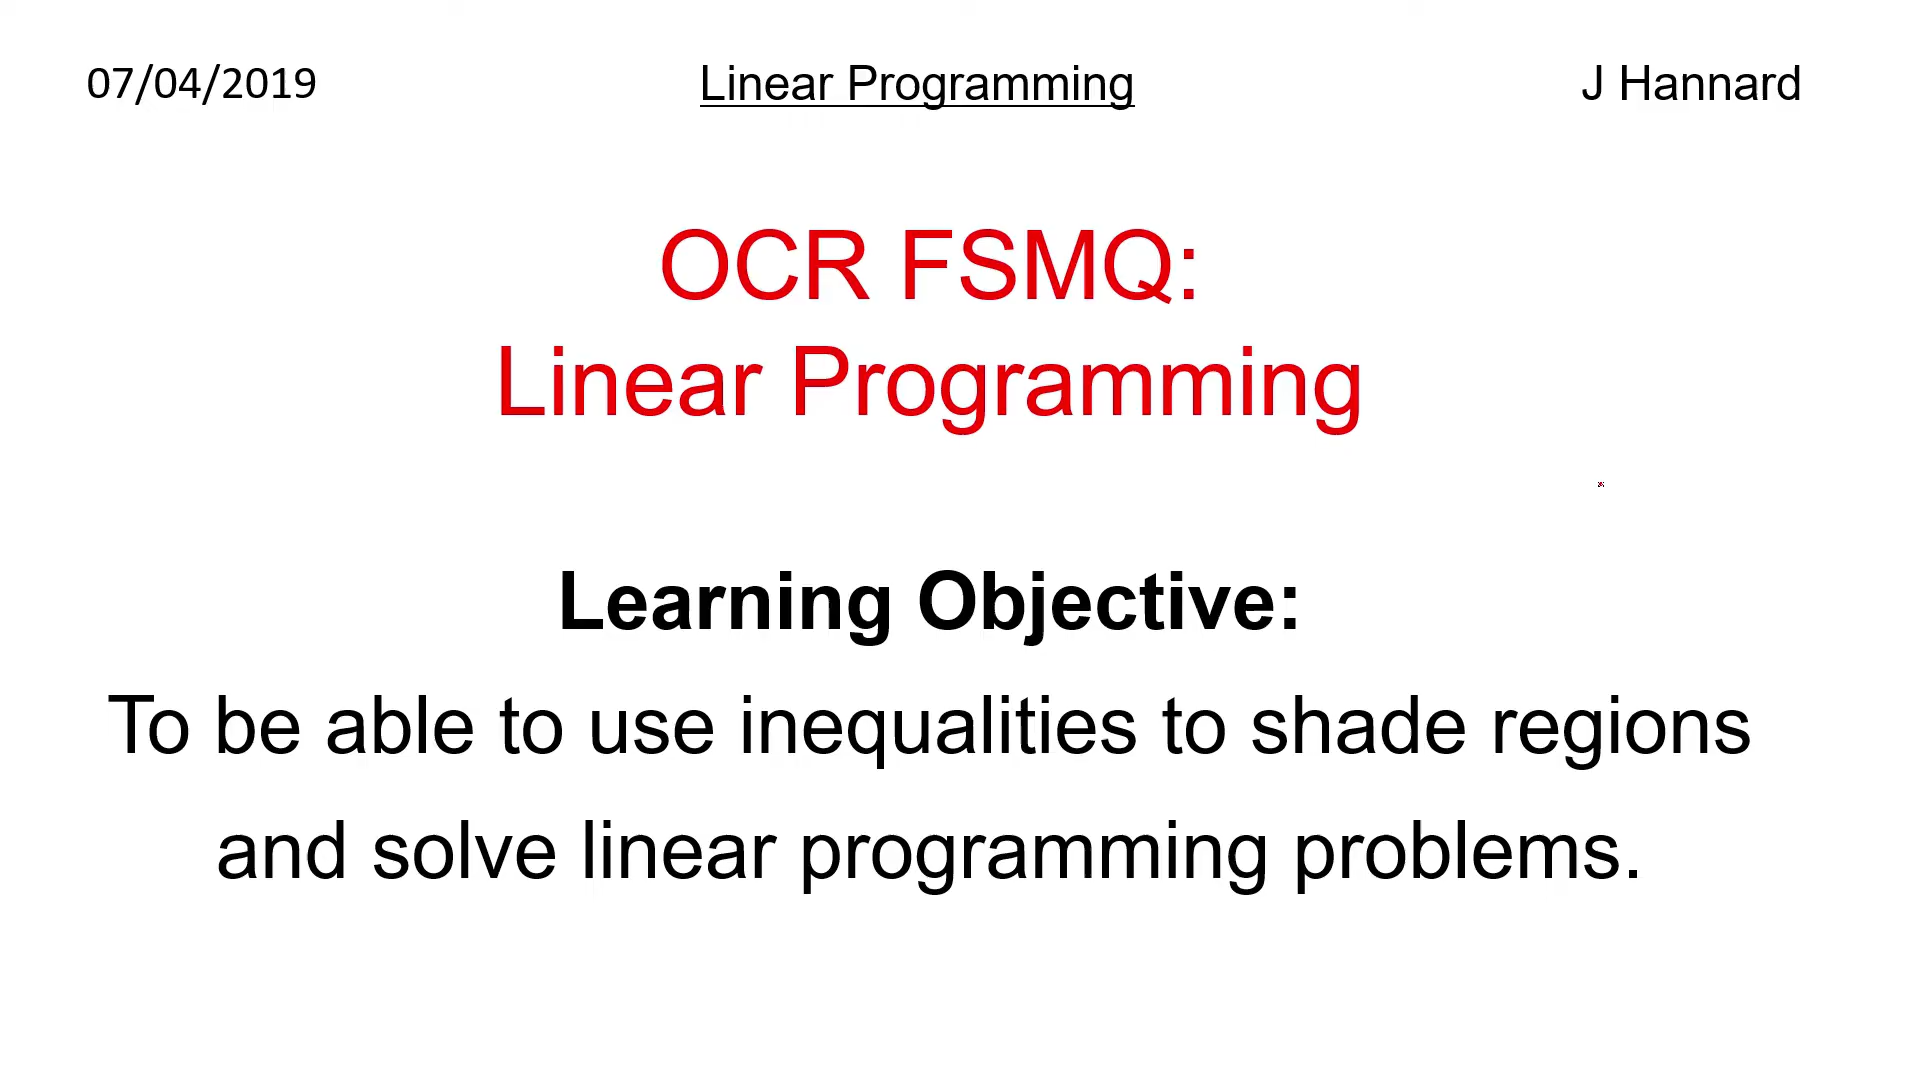 07/04/2019 Linear Programming J Hannard
OCR FSMQ:
Linear Programming
Learning Objective:
To be able to use inequalities to shade regions
and solve linear programming problems.